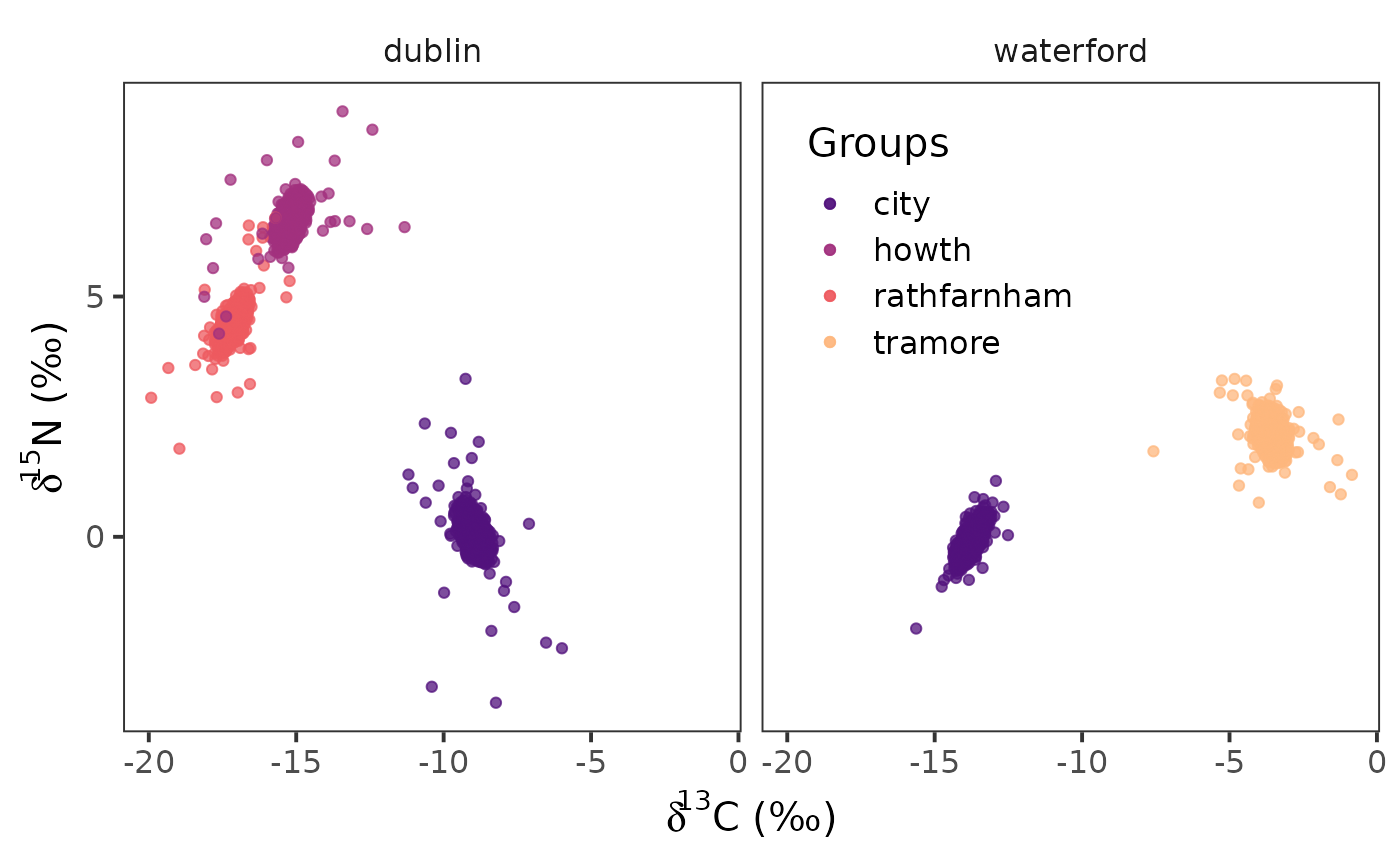 dublin
waterford
Groups
city
howth
rathfarnham
tramore
δ¹⁵N (‰)
5
0
-20 -15 -10 -5 0
-20 -15 -10 -5 0
δ¹³C (‰)